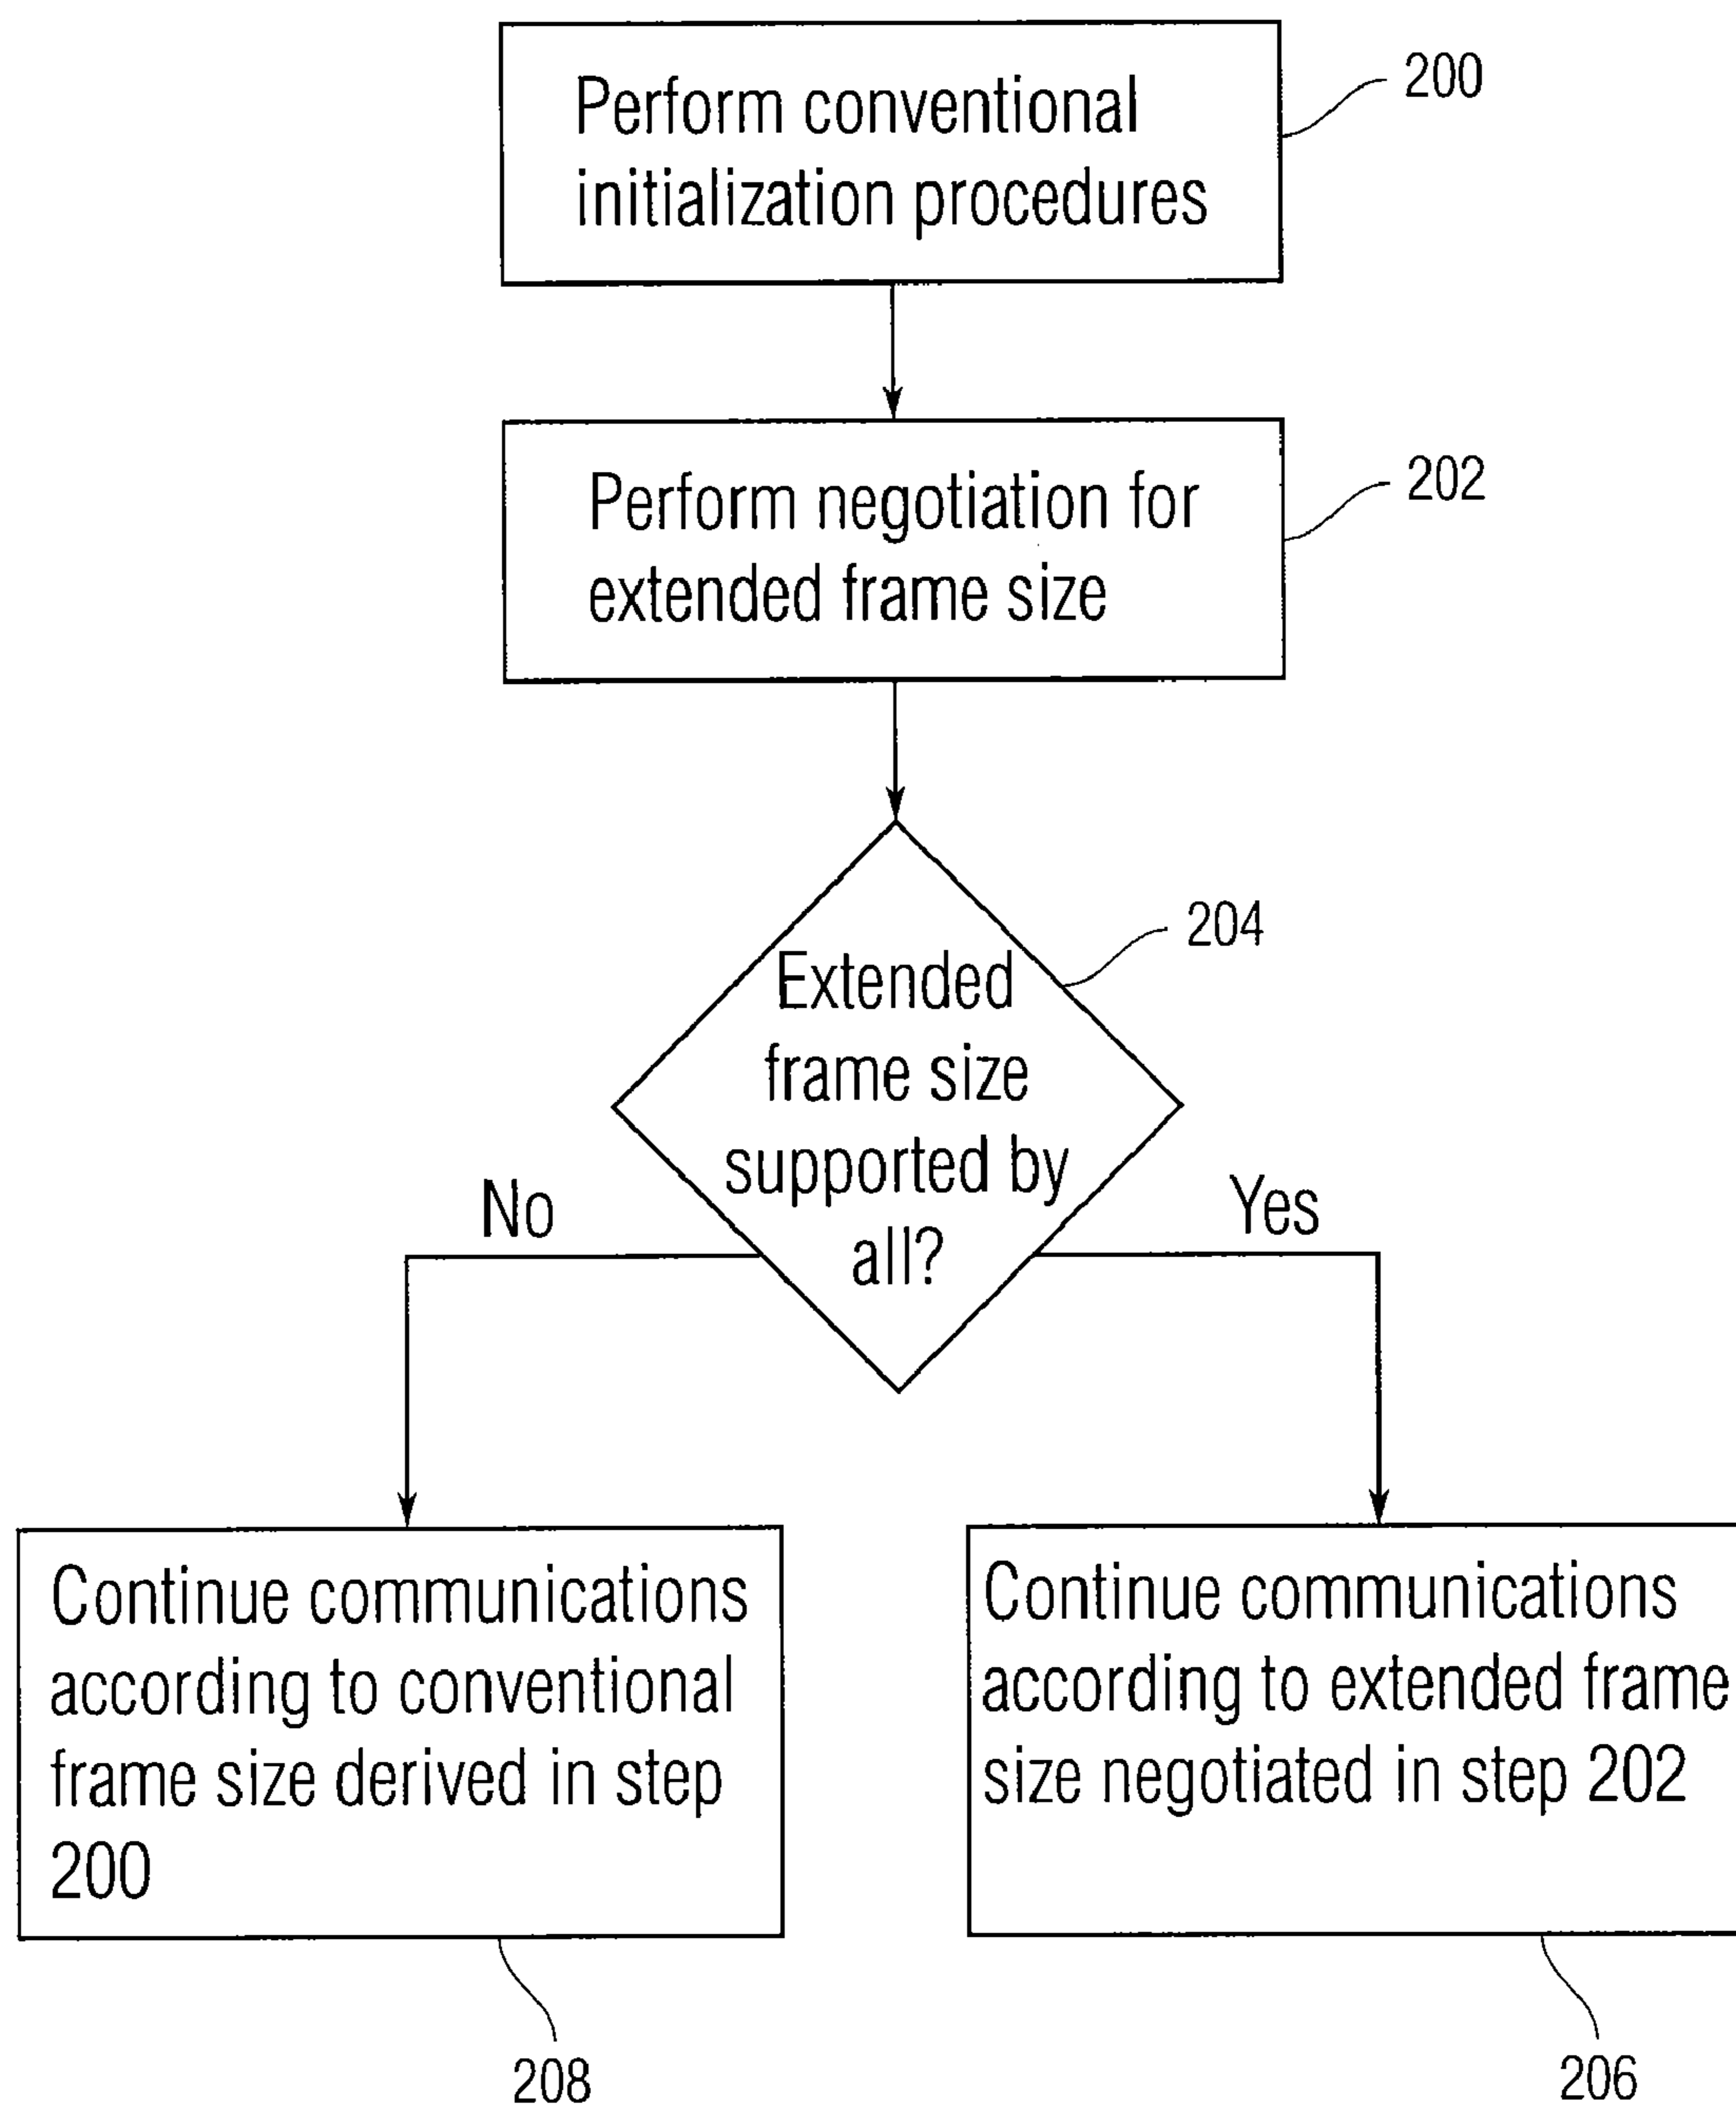 Perform conventional
initialization procedures
200
Perform negotiation for
extended frame size
202
Extended
frame size
supported by
all?
204
No
Yes
Continue communications
according to conventional
frame size derived in step
200
208
Continue communications
according to extended frame
size negotiated in step 202
206